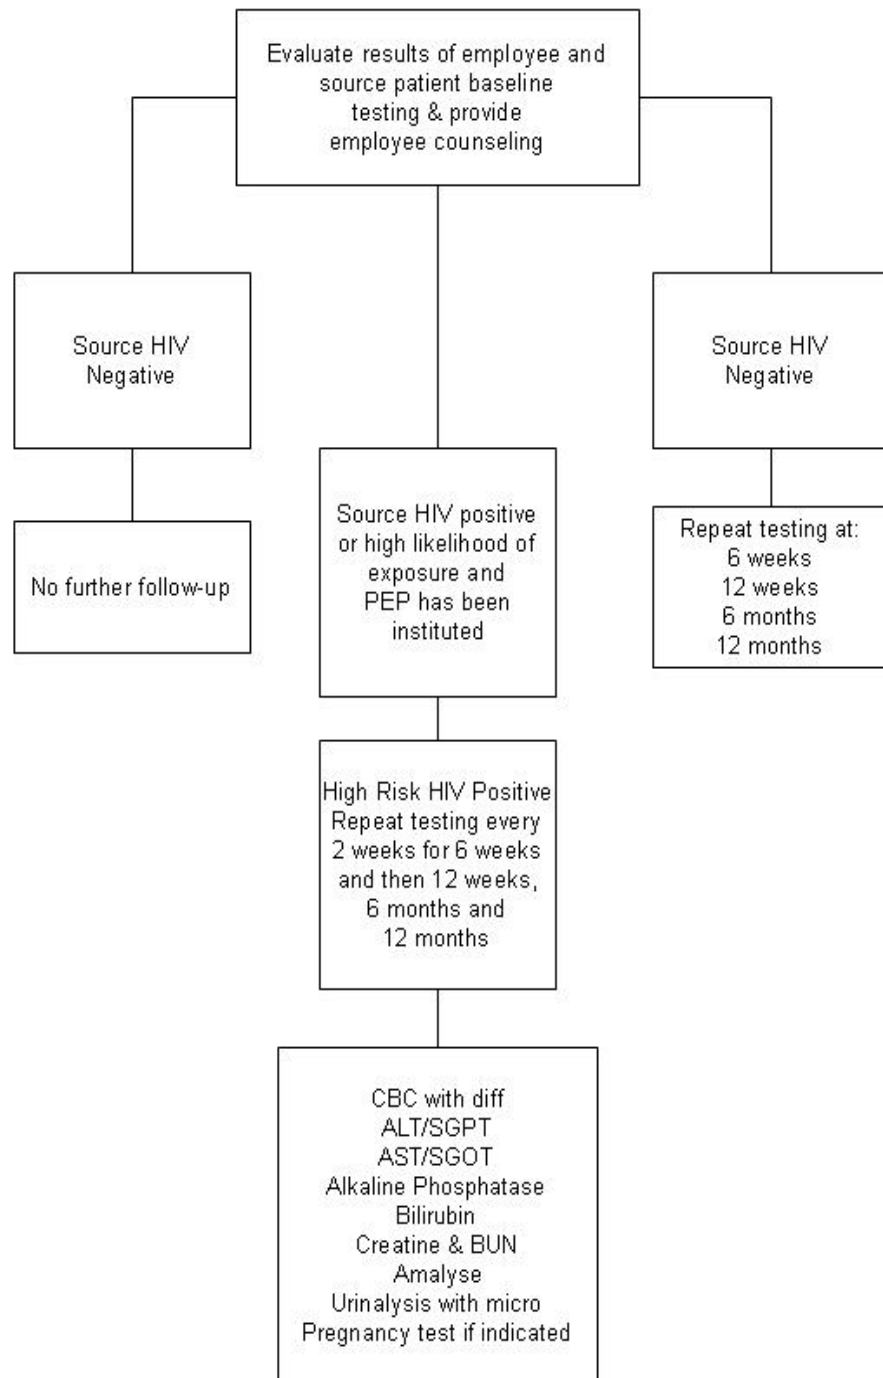 Evaluate results of employee and
source patient baseline
testing & provide
employee counseling
Source HIV
Negative
Source HIV
Negative
No further follow-up
Source HIV positive
or high likelihood of
exposure and
PEP has been
instituted
Repeat testing at:
6 weeks
12 weeks
6 months
12 months
High Risk HIV Positive
Repeat testing every
2 weeks for 6 weeks
and then 12 weeks,
6 months and
12 months
CBC with diff
ALT/SGPT
AST/SGOT
Alkaline Phosphatase
Bilirubin
Creatine & BUN
Amalyse
Urinalysis with micro
Pregnancy test if indicated